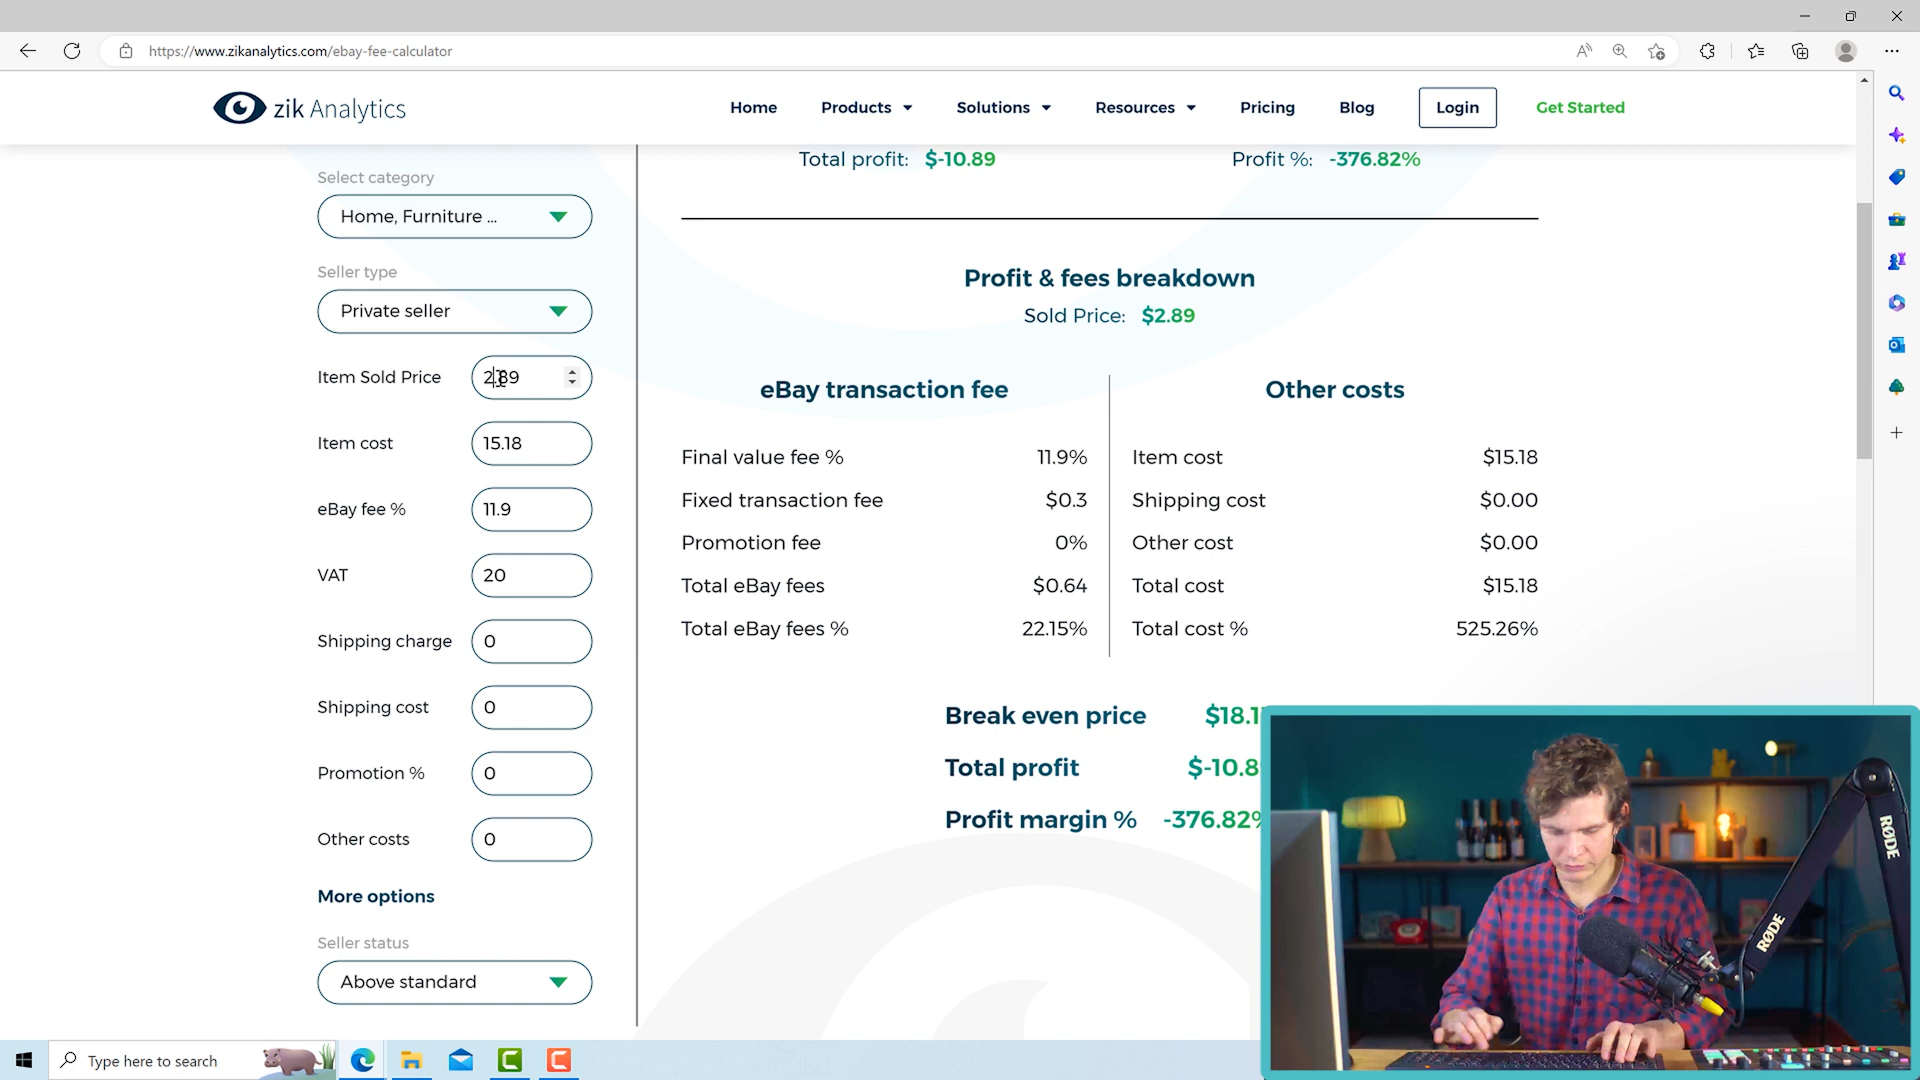 https://www.zikanalytics.com/ebay-fee-calculator
zik Analytics
Home
Products
Solutions
Resources
Pricing
Blog
Login
Get Started
Total profit: $-10.89
Profit %: -376.82%
Select category
Home, Furniture ...
Seller type
Private seller
Item Sold Price
2.89
Item cost
15.18
eBay fee %
11.9
VAT
20
Shipping charge
0
Shipping cost
0
Promotion %
0
Other costs
0
More options
Seller status
Above standard
Profit & fees breakdown
Sold Price: $2.89
eBay transaction fee
Final value fee % 11.9%
Fixed transaction fee $0.3
Promotion fee 0%
Total eBay fees $0.64
Total eBay fees % 22.15%
Other costs
Item cost $15.18
Shipping cost $0.00
Other cost $0.00
Total cost $15.18
Total cost % 525.26%
Break even price
Total profit
Profit margin % -376.82%
RØDE
RØDE
Type here to search